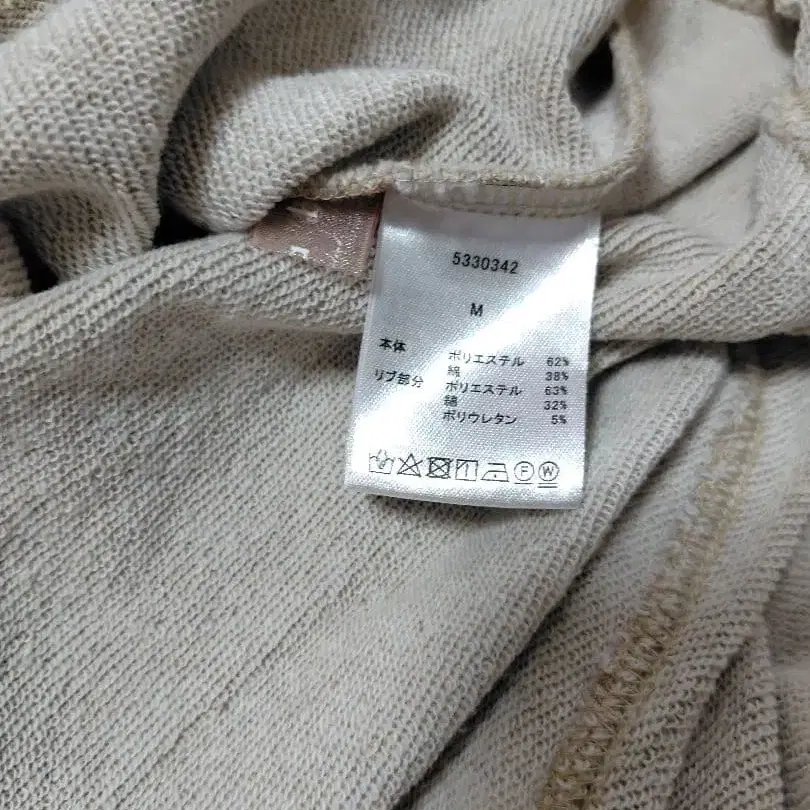 5330342
M
本体 ポリエステル 62%
綿 38%
リブ部分 ポリエステル 63%
綿 32%
ポリウレタン 5%
F W